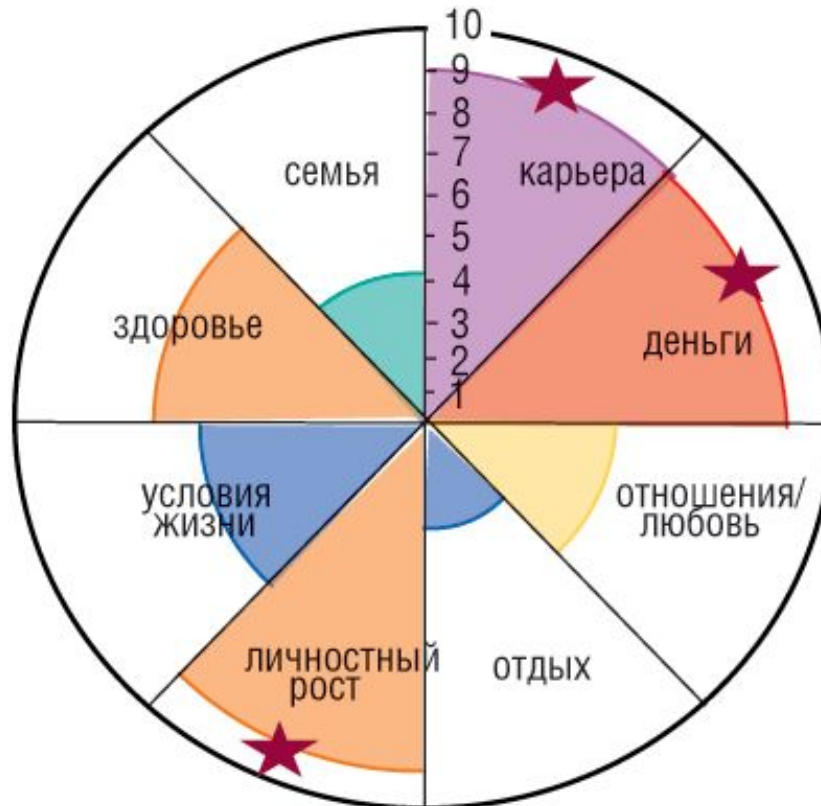 10
9
8
7
6
5
4
3
2
1
семья
карьера
здоровье
деньги
условия
жизни
отношения/
любовь
личностный
рост
отдых